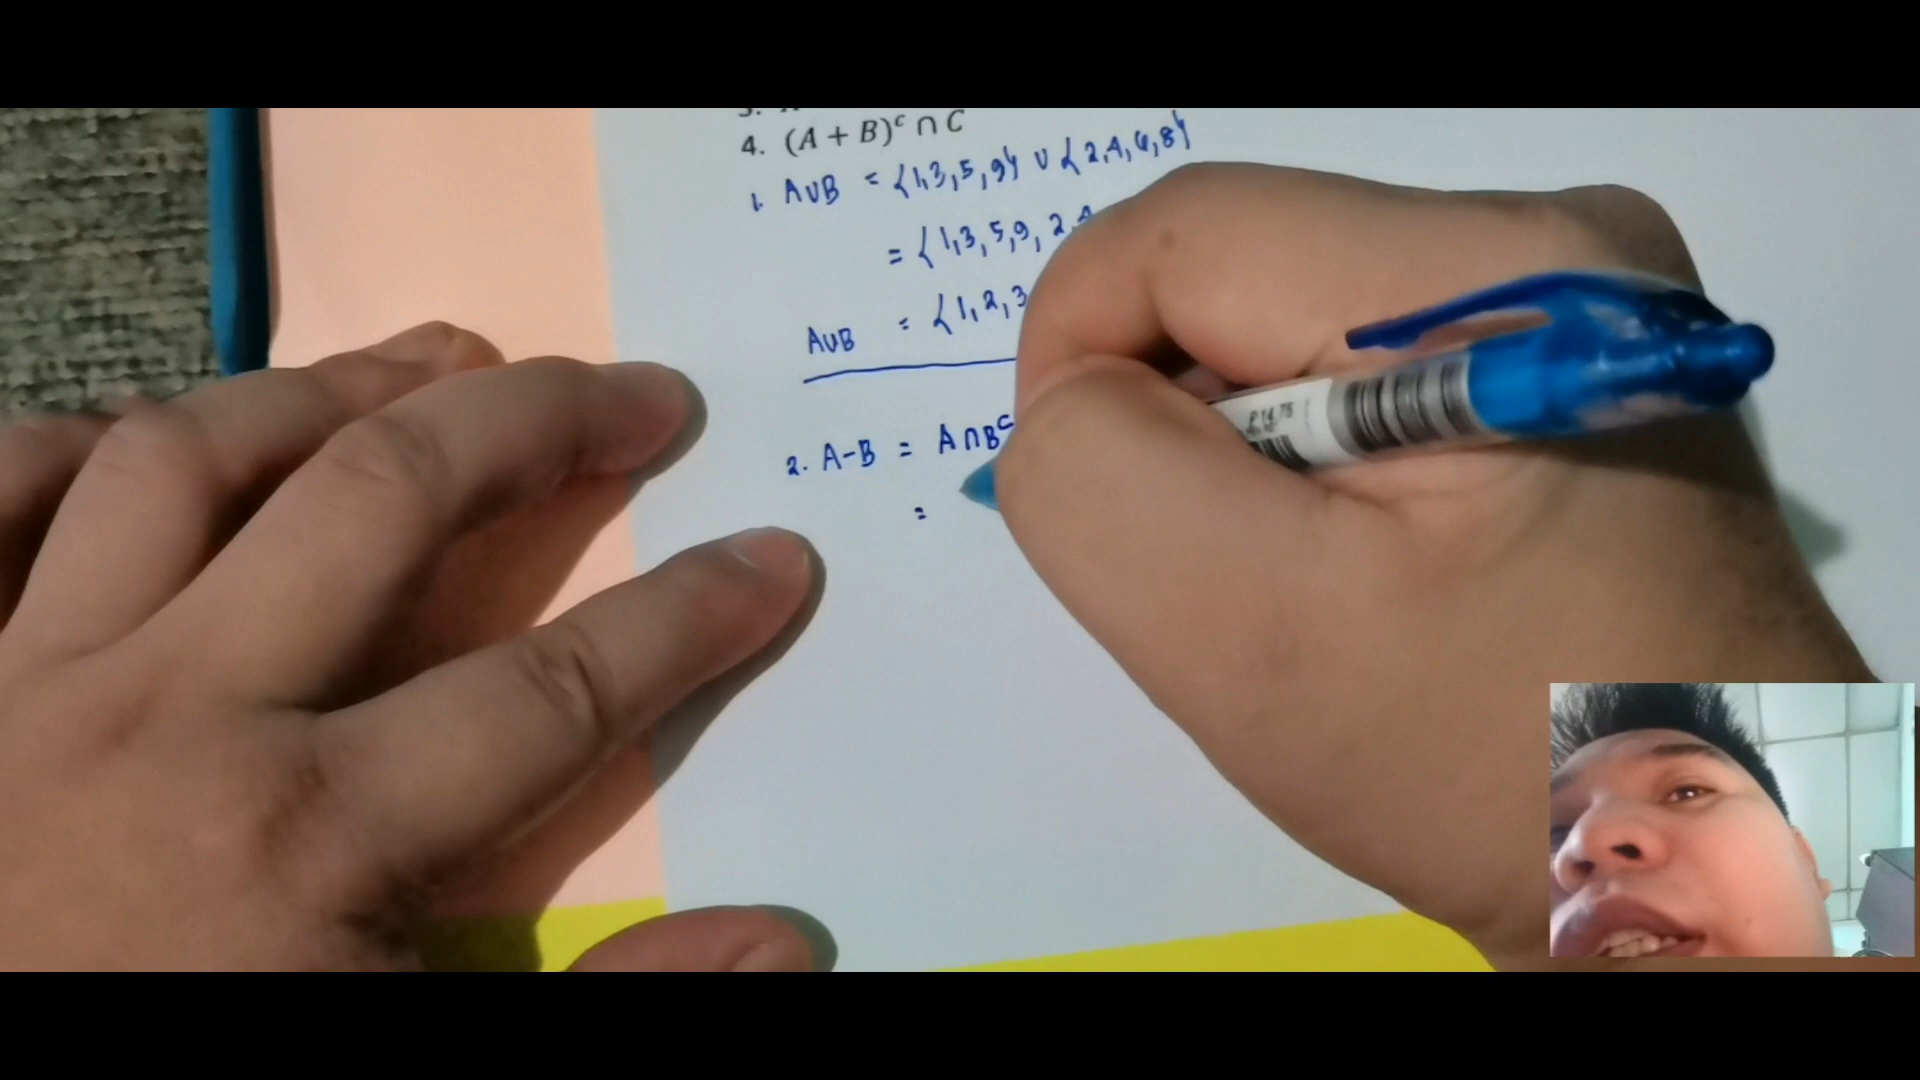 4. (A + B)ᶜ ∩ C
1. A∪B = {1,3,5,9} ∪ {2,4,6,8}
= {1,3,5,9,2,4
A∪B = {1,2,3
2. A-B = A∩Bᶜ
=